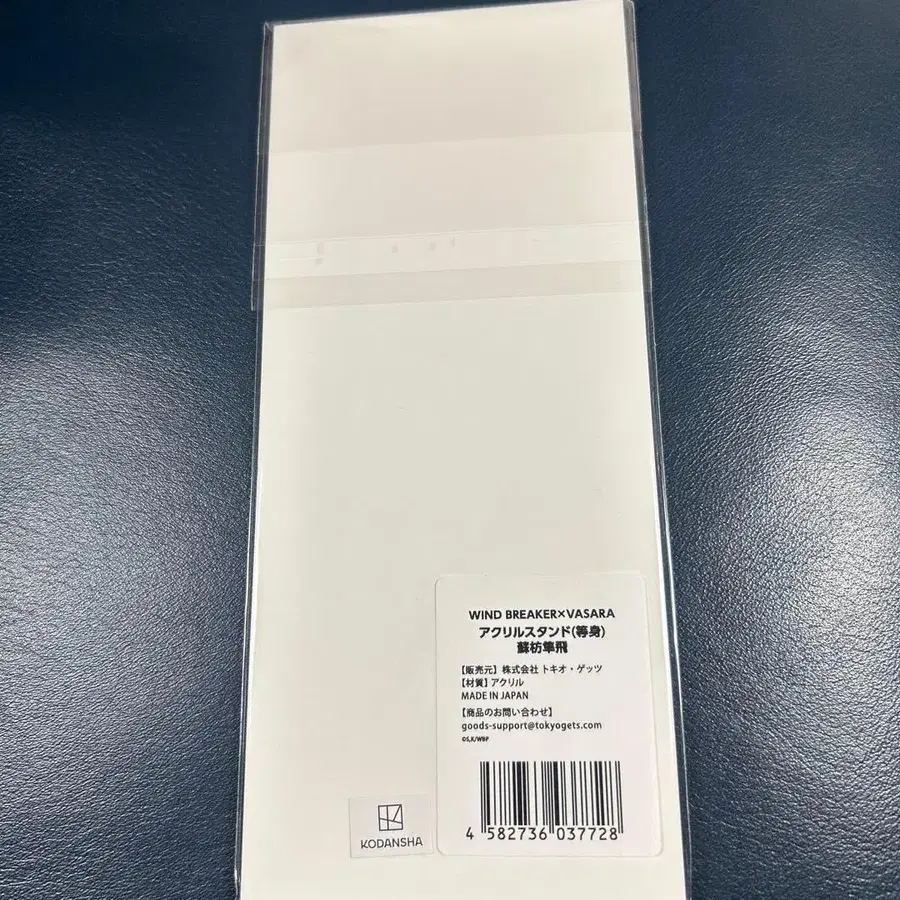 WIND BREAKER×VASARA
アクリルスタンド(等身)
蘇枋隼飛
【販売元】株式会社 トキオ・ゲッツ
【材質】アクリル
MADE IN JAPAN
【商品のお問い合わせ】
goods-support@tokyogets.com
©S,K/WBP
4 582736 037728
KODANSHA